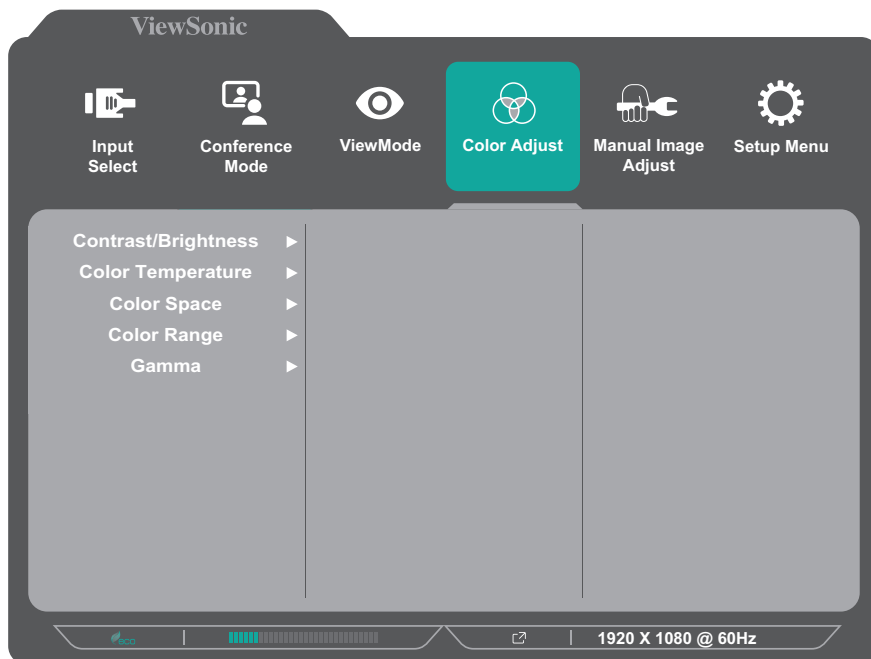 ViewSonic
Input
Select
Conference
Mode
ViewMode
Color Adjust
Manual Image
Adjust
Setup Menu
Contrast/Brightness
Color Temperature
Color Space
Color Range
Gamma
eco
1920 X 1080 @ 60Hz